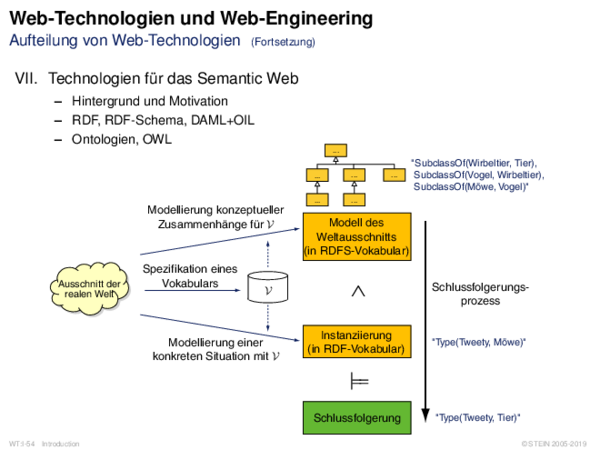 Web-Technologien und Web-Engineering
Aufteilung von Web-Technologien (Fortsetzung)
VII. Technologien für das Semantic Web
– Hintergrund und Motivation
– RDF, RDF-Schema, DAML+OIL
– Ontologien, OWL
...
... ... ...
... ...
"SubclassOf(Wirbeltier, Tier),
SubclassOf(Vogel, Wirbeltier),
SubclassOf(Möwe, Vogel)"
Modellierung konzeptueller
Zusammenhänge für V
Modell des
Weltausschnitts
(in RDFS-Vokabular)
Ausschnitt der
realen Welt
Spezifikation eines
Vokabulars
V
∧
Schlussfolgerungs-
prozess
Modellierung einer
konkreten Situation mit V
Instanziierung
(in RDF-Vokabular)
"Type(Tweety, Möwe)"
⊨
Schlussfolgerung
"Type(Tweety, Tier)"
WT:I-54 Introduction
© STEIN 2005-2019